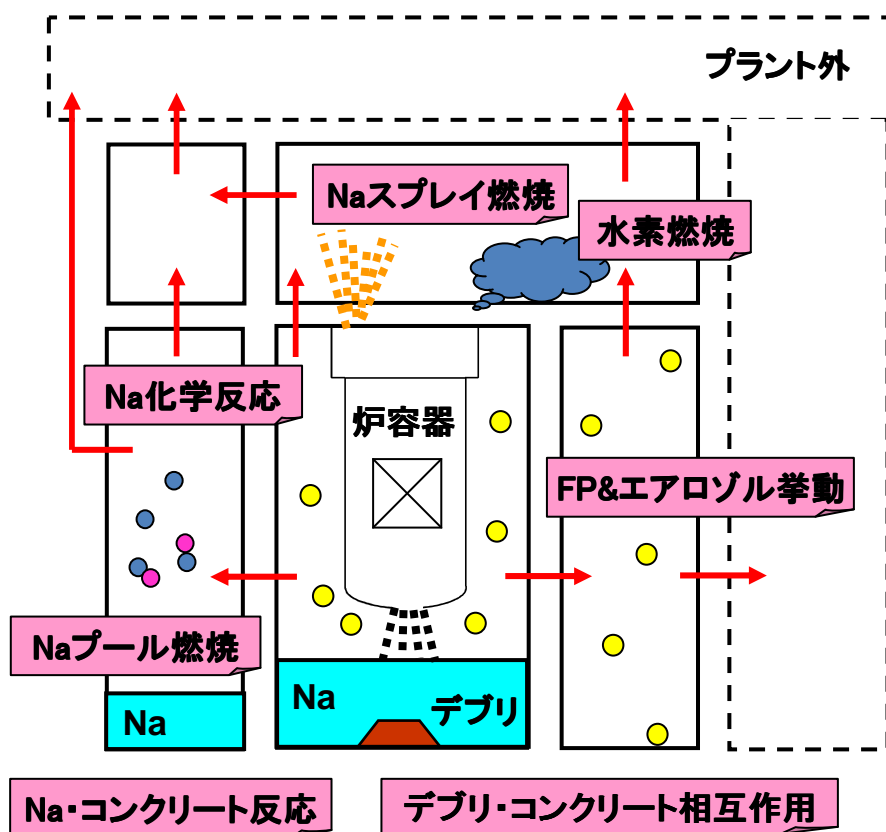 プラント外
Naスプレイ燃焼
水素燃焼
Na化学反応
炉容器
FP&エアロゾル挙動
Naプール燃焼
Na
Na
デブリ
Na・コンクリート反応
デブリ・コンクリート相互作用